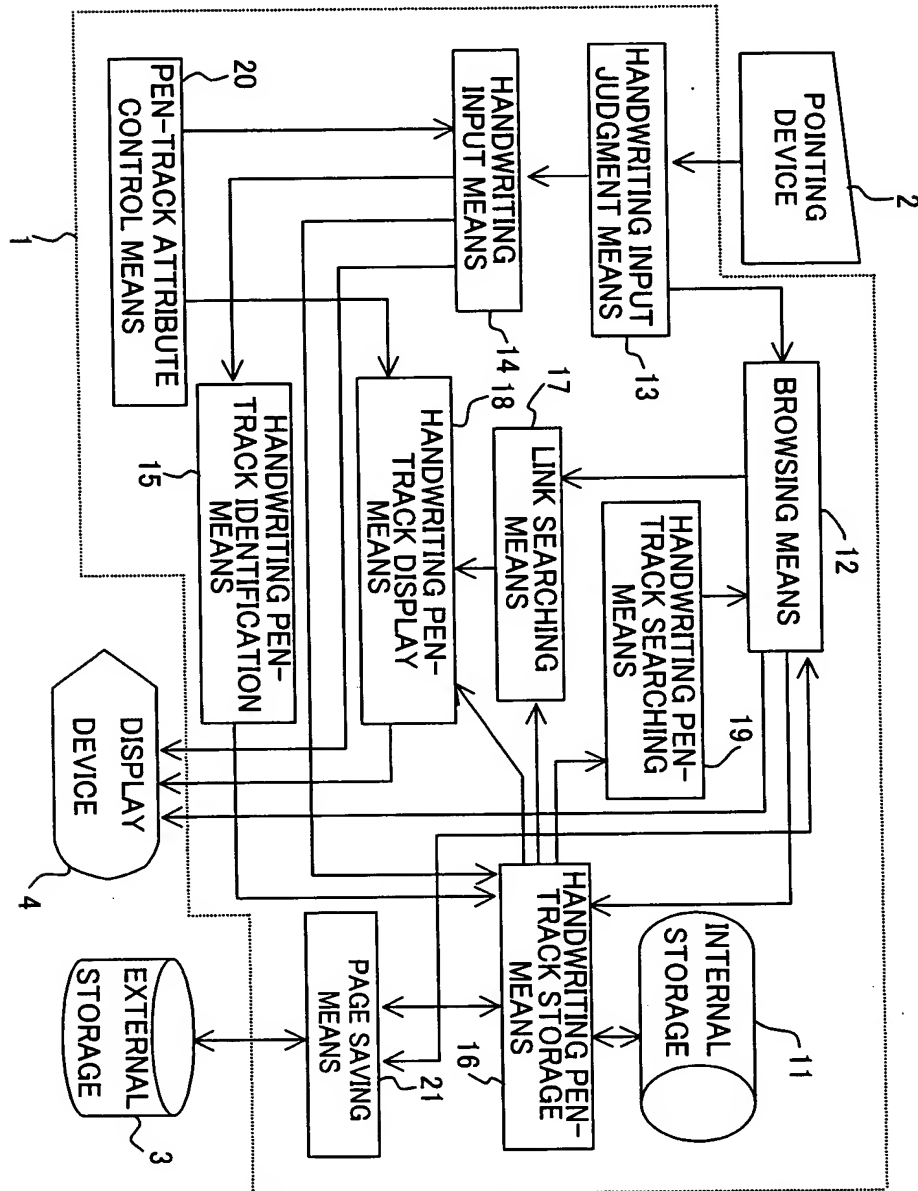 2
POINTING
DEVICE
HANDWRITING INPUT
JUDGMENT MEANS
13
HANDWRITING
INPUT MEANS
14
20
PEN-TRACK ATTRIBUTE
CONTROL MEANS
1
BROWSING MEANS
12
HANDWRITING PEN-
TRACK SEARCHING
MEANS
19
17
LINK SEARCHING
MEANS
18
HANDWRITING PEN-
TRACK DISPLAY
MEANS
HANDWRITING PEN-
TRACK IDENTIFICATION
MEANS
15
DISPLAY
DEVICE
4
INTERNAL
STORAGE
11
HANDWRITING PEN-
TRACK STORAGE
MEANS
16
PAGE SAVING
MEANS
21
EXTERNAL
STORAGE
3